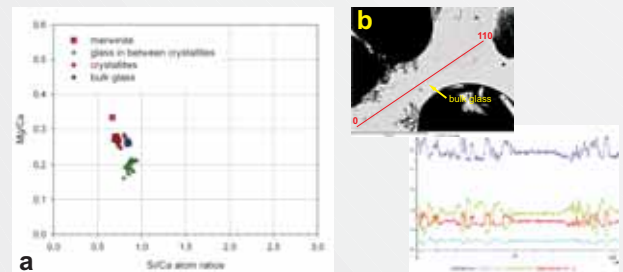 0.6
0.5
0.4
0.3
0.2
0.1
0.0
Mg/Ca
merwinite
glass in between crystallites
crystallites
bulk glass
0.0 0.5 1.0 1.5 2.0 2.5 3.0
Si/Ca atom ratios
a
b
110
bulk glass
0